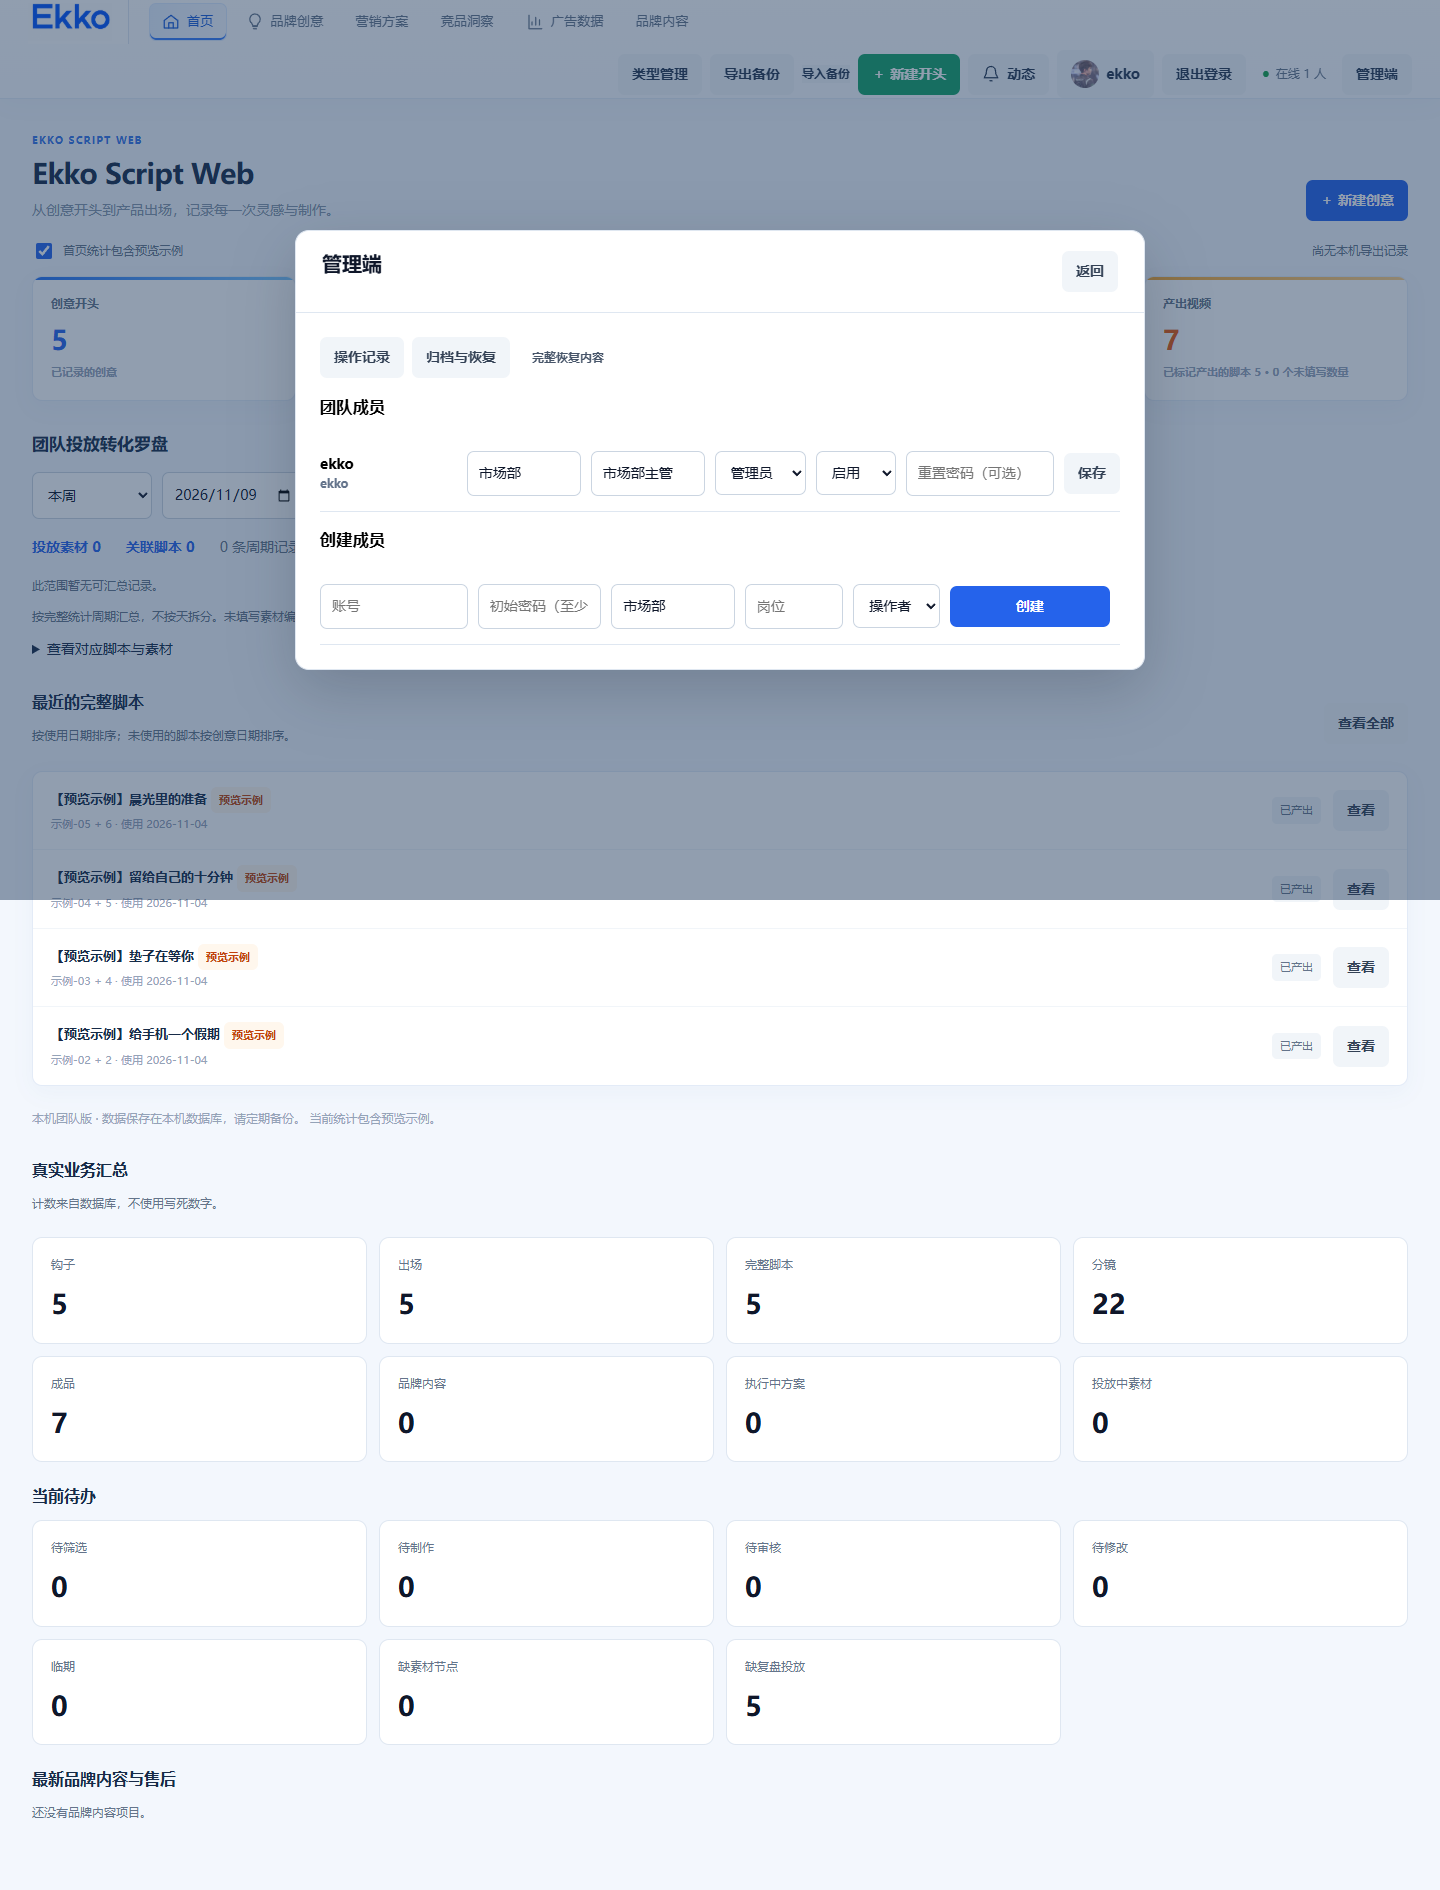 Ekko
首页
品牌创意
营销方案
竞品洞察
广告数据
品牌内容
类型管理
导出备份
导入备份
+ 新建开头
动态
ekko
退出登录
在线 1 人
管理端
EKKO SCRIPT WEB
Ekko Script Web
从创意开头到产品出场，记录每一次灵感与制作。
+ 新建创意
首页统计包含预览示例
尚无本机导出记录
创意开头
5
已记录的创意
产出视频
7
已标记产出的脚本 5 • 0 个未填写数量
团队投放转化罗盘
本周
2026/11/09
投放素材 0
关联脚本 0
0 条周期记录
此范围暂无可汇总记录。
按完整统计周期汇总，不按天拆分。未填写素材编
查看对应脚本与素材
管理端
返回
操作记录
归档与恢复
完整恢复内容
团队成员
ekko
ekko
市场部
市场部主管
管理员
启用
重置密码（可选）
保存
创建成员
账号
初始密码（至少
市场部
岗位
操作者
创建
最近的完整脚本
按使用日期排序；未使用的脚本按创意日期排序。
查看全部
【预览示例】晨光里的准备 预览示例
示例-05 + 6 · 使用 2026-11-04
已产出
查看
【预览示例】留给自己的十分钟 预览示例
示例-04 + 5 · 使用 2026-11-04
已产出
查看
【预览示例】垫子在等你 预览示例
示例-03 + 4 · 使用 2026-11-04
已产出
查看
【预览示例】给手机一个假期 预览示例
示例-02 + 2 · 使用 2026-11-04
已产出
查看
本机团队版 · 数据保存在本机数据库，请定期备份。 当前统计包含预览示例。
真实业务汇总
计数来自数据库，不使用写死数字。
钩子
5
出场
5
完整脚本
5
分镜
22
成品
7
品牌内容
0
执行中方案
0
投放中素材
0
当前待办
待筛选
0
待制作
0
待审核
0
待修改
0
临期
0
缺素材节点
0
缺复盘投放
5
最新品牌内容与售后
还没有品牌内容项目。